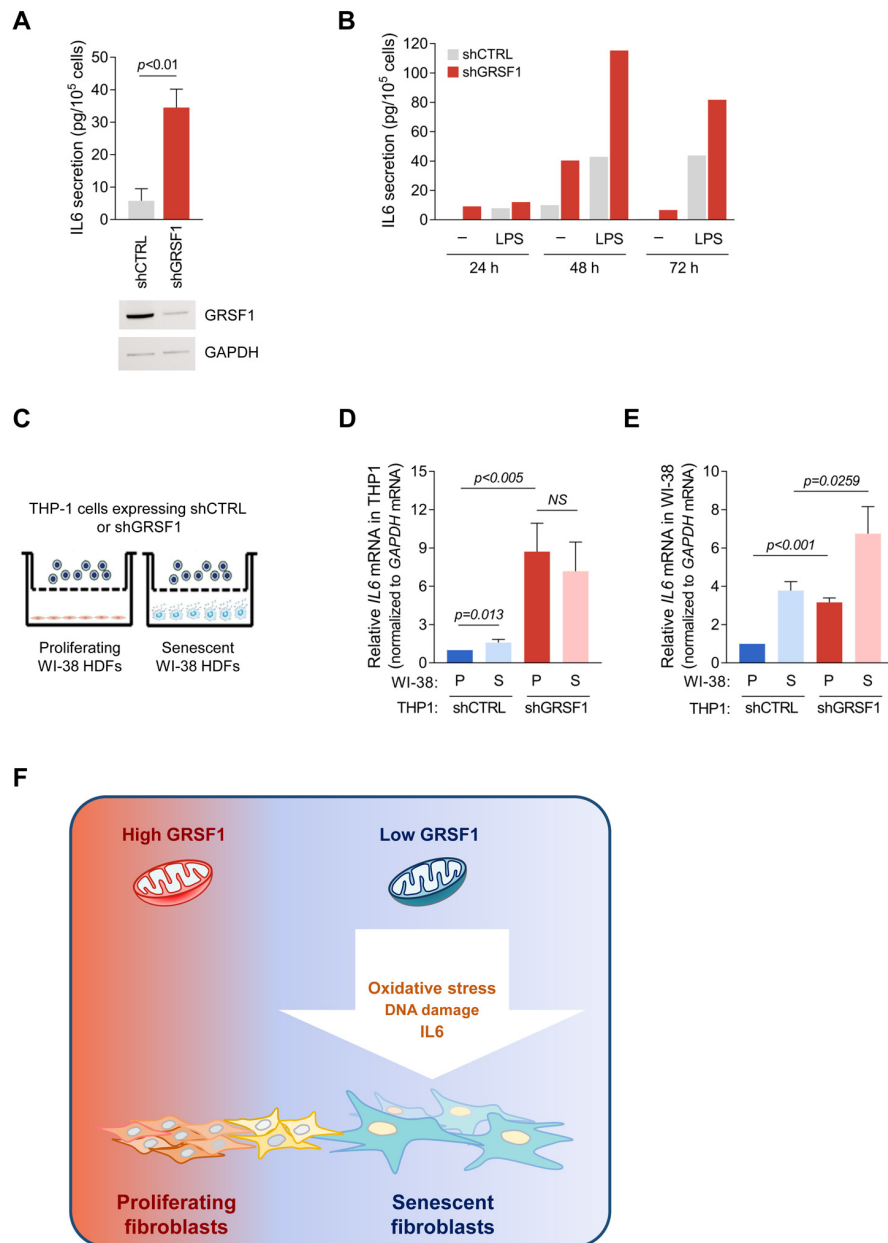 A
IL6 secretion (pg/10⁵ cells)
50
40
30
20
10
0
p<0.01
shCTRL
shGRSF1
GRSF1
GAPDH
B
IL6 secretion (pg/10⁵ cells)
120
100
80
60
40
20
0
shCTRL
shGRSF1
– LPS – LPS – LPS
24 h 48 h 72 h
C
THP-1 cells expressing shCTRL
or shGRSF1
Proliferating
WI-38 HDFs
Senescent
WI-38 HDFs
D
Relative IL6 mRNA in THP1
(normalized to GAPDH mRNA)
15
12
9
6
3
0
p<0.005
NS
p=0.013
WI-38: P S P S
THP1: shCTRL shGRSF1
E
Relative IL6 mRNA in WI-38
(normalized to GAPDH mRNA)
10
8
6
4
2
0
p=0.0259
p<0.001
WI-38: P S P S
THP1: shCTRL shGRSF1
F
High GRSF1
Low GRSF1
Oxidative stress
DNA damage
IL6
Proliferating
fibroblasts
Senescent
fibroblasts